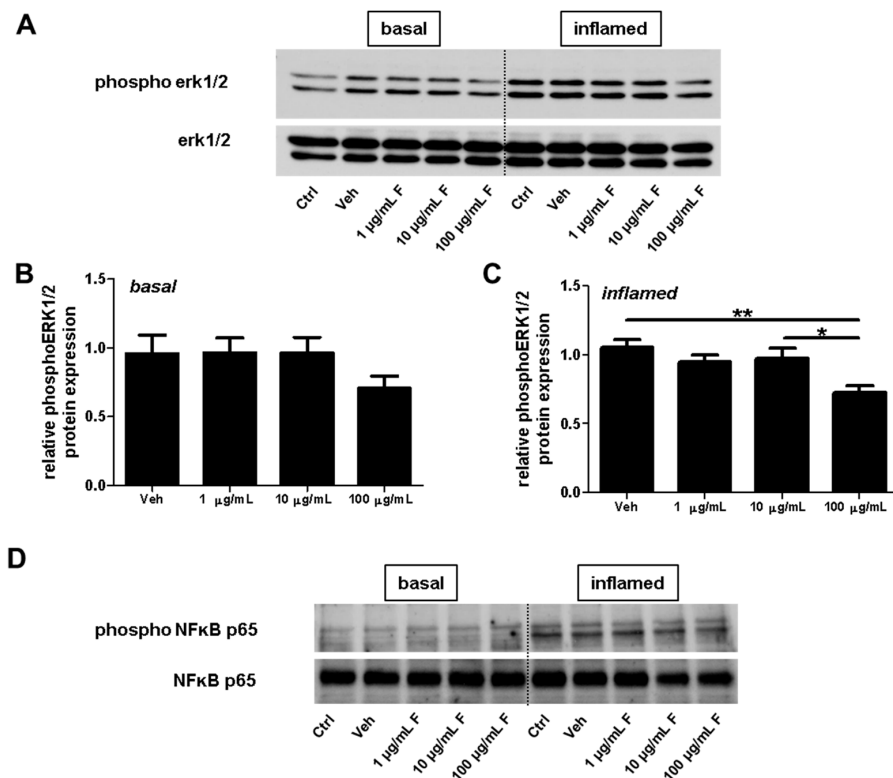 A
basal
inflamed
phospho erk1/2
erk1/2
Ctrl
Veh
1 µg/mL F
10 µg/mL F
100 µg/mL F
Ctrl
Veh
1 µg/mL F
10 µg/mL F
100 µg/mL F
B
basal
relative phosphoERK1/2
protein expression
1.5
1.0
0.5
0.0
Veh
1 µg/mL
10 µg/mL
100 µg/mL
C
inflamed
relative phosphoERK1/2
protein expression
1.5
1.0
0.5
0.0
**
*
Veh
1 µg/mL
10 µg/mL
100 µg/mL
D
basal
inflamed
phospho NFκB p65
NFκB p65
Ctrl
Veh
1 µg/mL F
10 µg/mL F
100 µg/mL F
Ctrl
Veh
1 µg/mL F
10 µg/mL F
100 µg/mL F